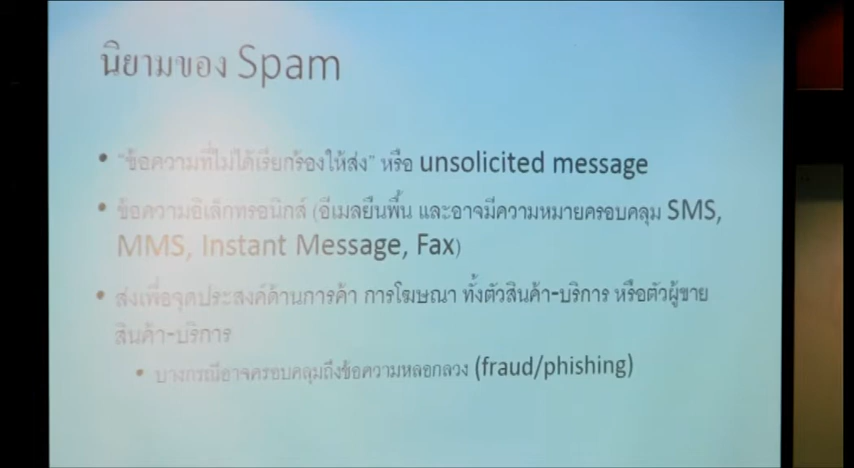 นิยามของ Spam
• "ข้อความที่ไม่ได้เรียกร้องให้ส่ง" หรือ unsolicited message
• ข้อความอิเล็กทรอนิกส์ (อีเมลยืนพื้น และอาจมีความหมายครอบคลุม SMS,
MMS, Instant Message, Fax)
• ส่งเพื่อจุดประสงค์ด้านการค้า การโฆษณา ทั้งตัวสินค้า-บริการ หรือตัวผู้ขาย
สินค้า-บริการ
• บางกรณีอาจครอบคลุมถึงข้อความหลอกลวง (fraud/phishing)